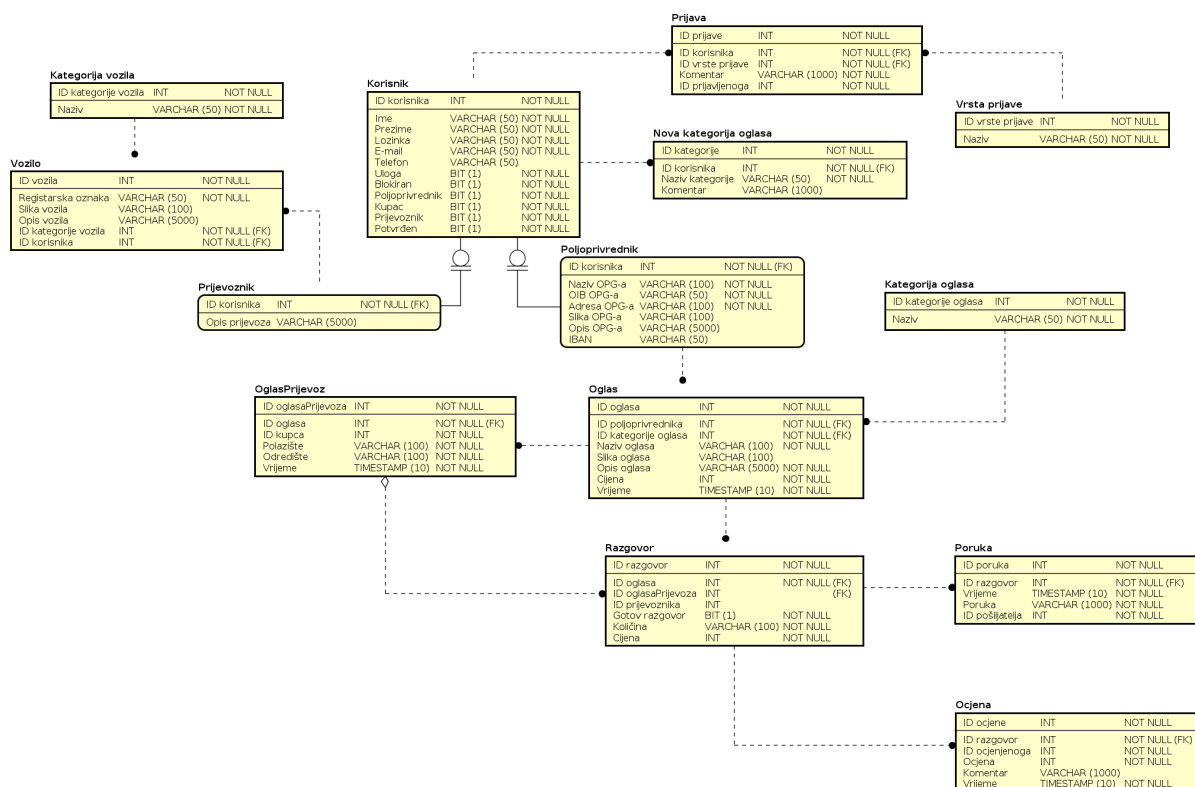 Prijava
ID prijave INT NOT NULL
ID korisnika INT NOT NULL (FK)
ID vrste prijave INT NOT NULL (FK)
Komentar VARCHAR (1000) NOT NULL
ID prijavljenoga INT NOT NULL
Kategorija vozila
ID kategorije vozila INT NOT NULL
Naziv VARCHAR (50) NOT NULL
Korisnik
ID korisnika INT NOT NULL
Ime VARCHAR (50) NOT NULL
Prezime VARCHAR (50) NOT NULL
Lozinka VARCHAR (50) NOT NULL
E-mail VARCHAR (50) NOT NULL
Telefon VARCHAR (50)
Uloga BIT (1) NOT NULL
Blokiran BIT (1) NOT NULL
Poljoprivrednik BIT (1) NOT NULL
Kupac BIT (1) NOT NULL
Prijevoznik BIT (1) NOT NULL
Potvrđen BIT (1) NOT NULL
Vrsta prijave
ID vrste prijave INT NOT NULL
Naziv VARCHAR (50) NOT NULL
Nova kategorija oglasa
ID kategorije INT NOT NULL
ID korisnika INT NOT NULL (FK)
Naziv kategorije VARCHAR (50) NOT NULL
Komentar VARCHAR (1000)
Vozilo
ID vozila INT NOT NULL
Registarska oznaka VARCHAR (50) NOT NULL
Slika vozila VARCHAR (100)
Opis vozila VARCHAR (5000)
ID kategorije vozila INT NOT NULL (FK)
ID korisnika INT NOT NULL (FK)
Poljoprivrednik
ID korisnika INT NOT NULL (FK)
Naziv OPG-a VARCHAR (100) NOT NULL
OIB OPG-a VARCHAR (50) NOT NULL
Adresa OPG-a VARCHAR (100) NOT NULL
Slika OPG-a VARCHAR (100)
Opis OPG-a VARCHAR (5000)
IBAN VARCHAR (50)
Prijevoznik
ID korisnika INT NOT NULL (FK)
Opis prijevoza VARCHAR (5000)
Kategorija oglasa
ID kategorije oglasa INT NOT NULL
Naziv VARCHAR (50) NOT NULL
OglasPrijevoz
ID oglasaPrijevoza INT NOT NULL
ID oglasa INT NOT NULL (FK)
ID kupca INT NOT NULL
Polazište VARCHAR (100) NOT NULL
Odredište VARCHAR (100) NOT NULL
Vrijeme TIMESTAMP (10) NOT NULL
Oglas
ID oglasa INT NOT NULL
ID poljoprivrednika INT NOT NULL (FK)
ID kategorije oglasa INT NOT NULL (FK)
Naziv oglasa VARCHAR (100) NOT NULL
Slika oglasa VARCHAR (100)
Opis oglasa VARCHAR (5000) NOT NULL
Cijena INT NOT NULL
Vrijeme TIMESTAMP (10) NOT NULL
Razgovor
ID razgovor INT NOT NULL
ID oglasa INT NOT NULL (FK)
ID oglasaPrijevoza INT (FK)
ID prijevoznika INT
Gotov razgovor BIT (1) NOT NULL
Količina VARCHAR (100) NOT NULL
Cijena INT NOT NULL
Poruka
ID poruka INT NOT NULL
ID razgovor INT NOT NULL (FK)
Vrijeme TIMESTAMP (10) NOT NULL
Poruka VARCHAR (1000) NOT NULL
ID pošiljatelja INT NOT NULL
Ocjena
ID ocjene INT NOT NULL
ID razgovor INT NOT NULL (FK)
ID ocjenjenoga INT NOT NULL
Ocjena INT NOT NULL
Komentar VARCHAR (1000)
Vrijeme TIMESTAMP (10) NOT NULL